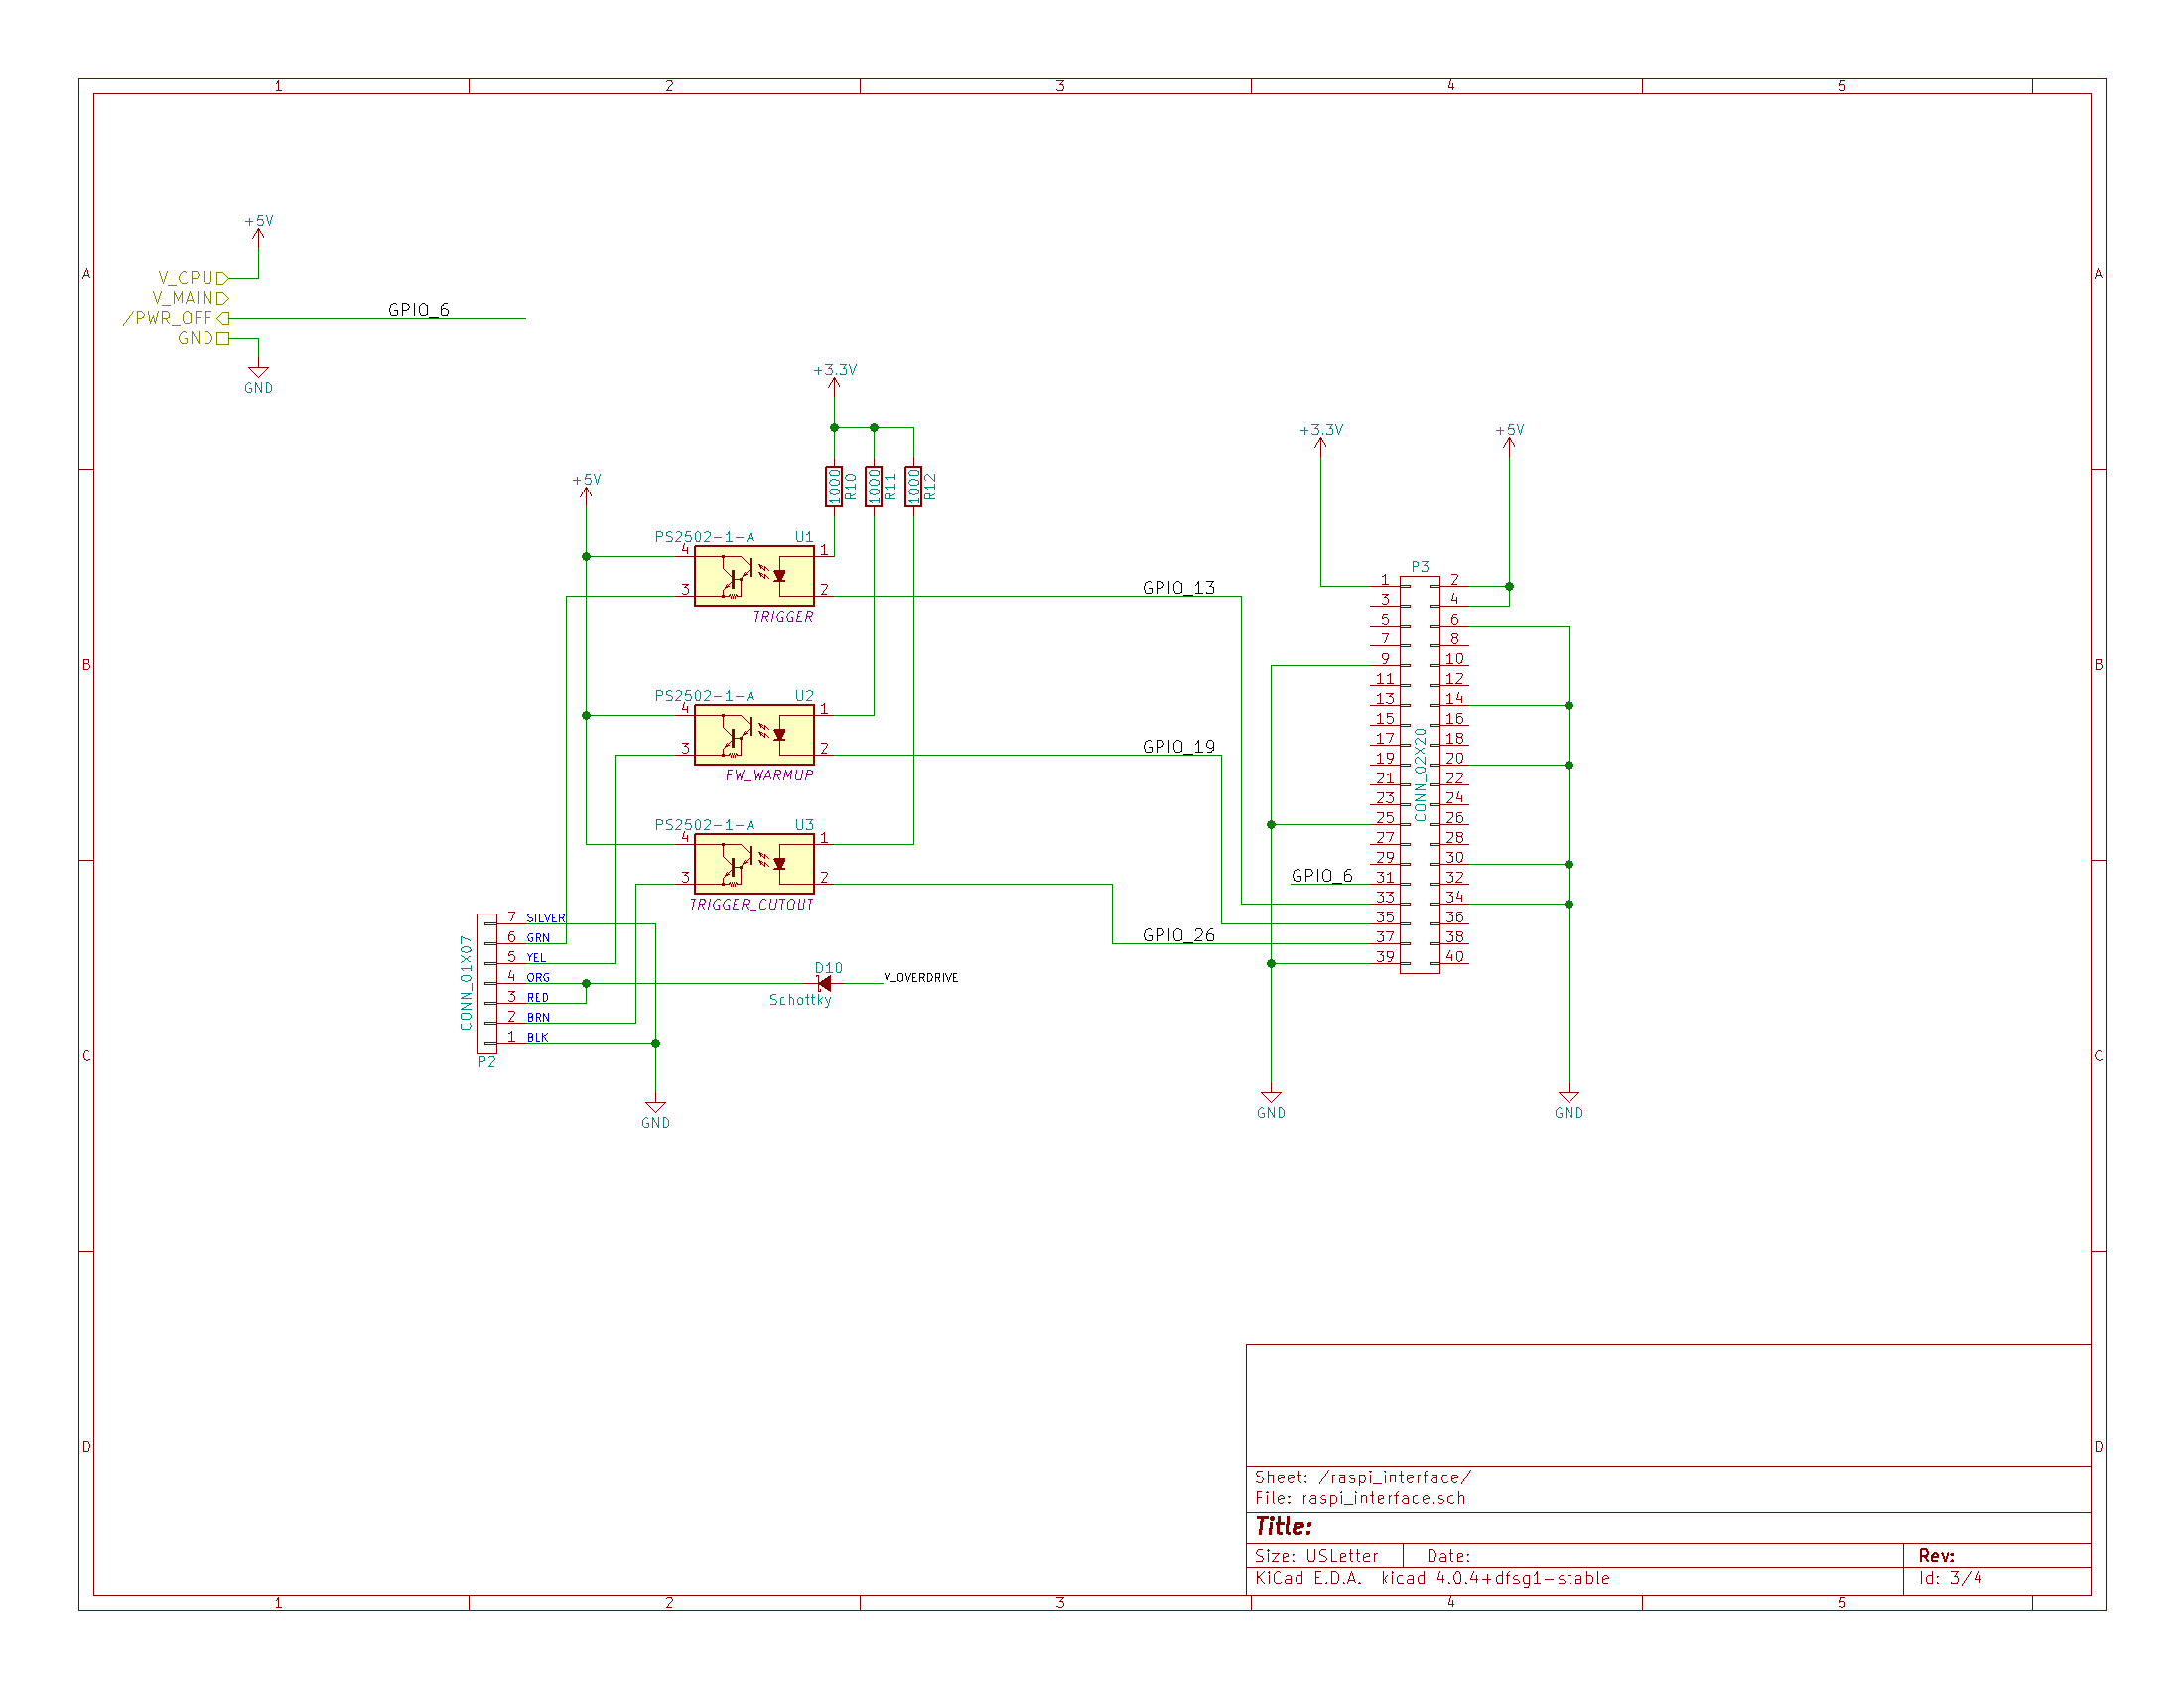 1 2 3 4 5
A A
B B
C C
D D
+5V
V_CPU
V_MAIN
/PWR_OFF
GPIO_6
GND
GND
+3.3V
1000
R10
1000
R11
1000
R12
+5V
PS2502-1-A U1
4 1
3 2
TRIGGER
GPIO_13
PS2502-1-A U2
4 1
3 2
FW_WARMUP
GPIO_19
PS2502-1-A U3
4 1
3 2
TRIGGER_CUTOUT
GPIO_26
CONN_01X07
7 SILVER
6 GRN
5 YEL
4 ORG
3 RED
2 BRN
1 BLK
P2
D10
Schottky
V_OVERDRIVE
GND
+3.3V
+5V
P3
CONN_02X20
1 2
3 4
5 6
7 8
9 10
11 12
13 14
15 16
17 18
19 20
21 22
23 24
25 26
27 28
29 30
GPIO_6
31 32
33 34
35 36
37 38
39 40
GND
GND
Sheet: /raspi_interface/
File: raspi_interface.sch
Title:
Size: USLetter Date: Rev:
KiCad E.D.A. kicad 4.0.4+dfsg1-stable Id: 3/4
1 2 3 4 5